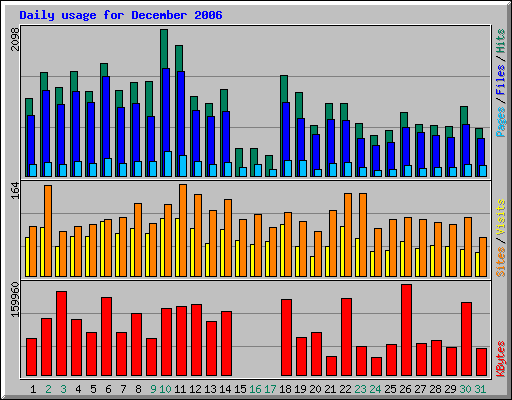 Daily usage for December 2006
2098
Pages / Files / Hits
164
Sites / Visits
159960
KBytes
1 2 3 4 5 6 7 8 9 10 11 12 13 14 15 16 17 18 19 20 21 22 23 24 25 26 27 28 29 30 31